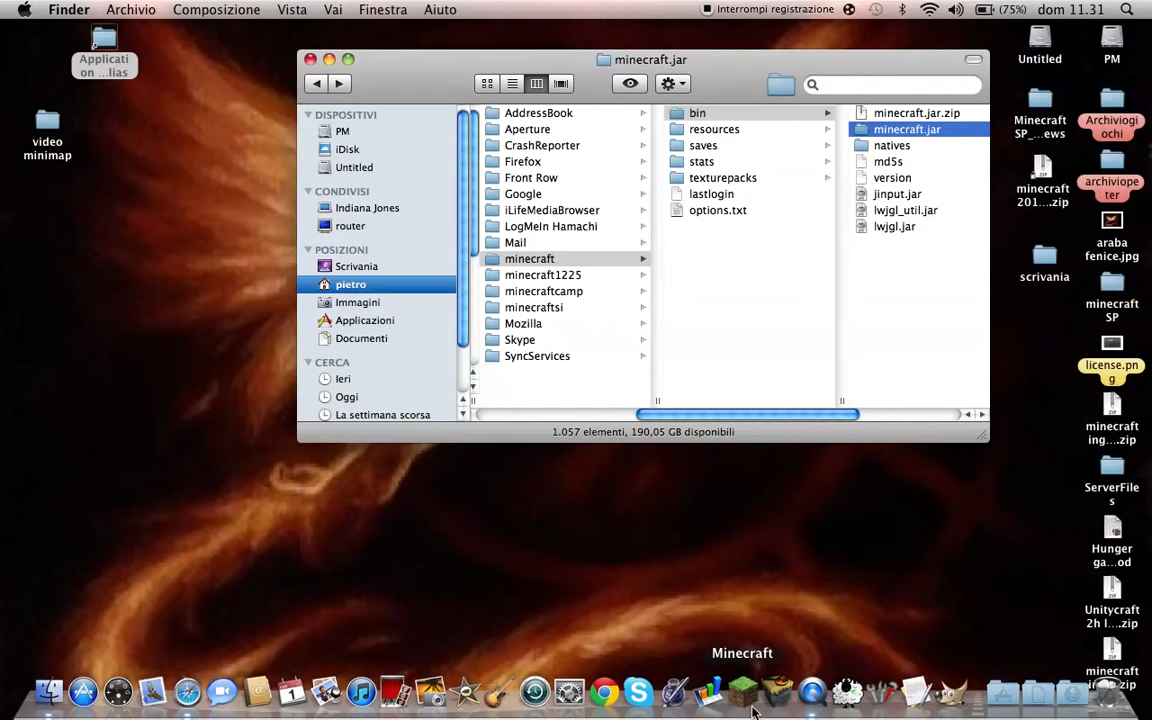 Finder Archivio Composizione Vista Vai Finestra Aiuto
Interrompi registrazione (75%) dom 11.31
Applicati
on ...lias
video
minimap
minecraft.jar
DISPOSITIVI
PM
iDisk
Untitled
CONDIVISI
Indiana Jones
router
POSIZIONI
Scrivania
pietro
Immagini
Applicazioni
Documenti
CERCA
Ieri
Oggi
La settimana scorsa
AddressBook
Aperture
CrashReporter
Firefox
Front Row
Google
iLifeMediaBrowser
LogMeIn Hamachi
Mail
minecraft
minecraft1225
minecraftcamp
minecraftsi
Mozilla
Skype
SyncServices
bin
resources
saves
stats
texturepacks
lastlogin
options.txt
minecraft.jar.zip
minecraft.jar
natives
md5s
version
jinput.jar
lwjgl_util.jar
lwjgl.jar
1.057 elementi, 190,05 GB disponibili
Untitled
Minecraft
SP_...ews
minecraft
201....zip
scrivania
PM
Archiviogi
ochi
archiviope
ter
araba
fenice.jpg
minecraft
SP
license.pn
g
minecraft
ing....zip
ServerFile
s
Hunger
ga...od
Unitycraft
2h l....zip
minecraft
Minecraft